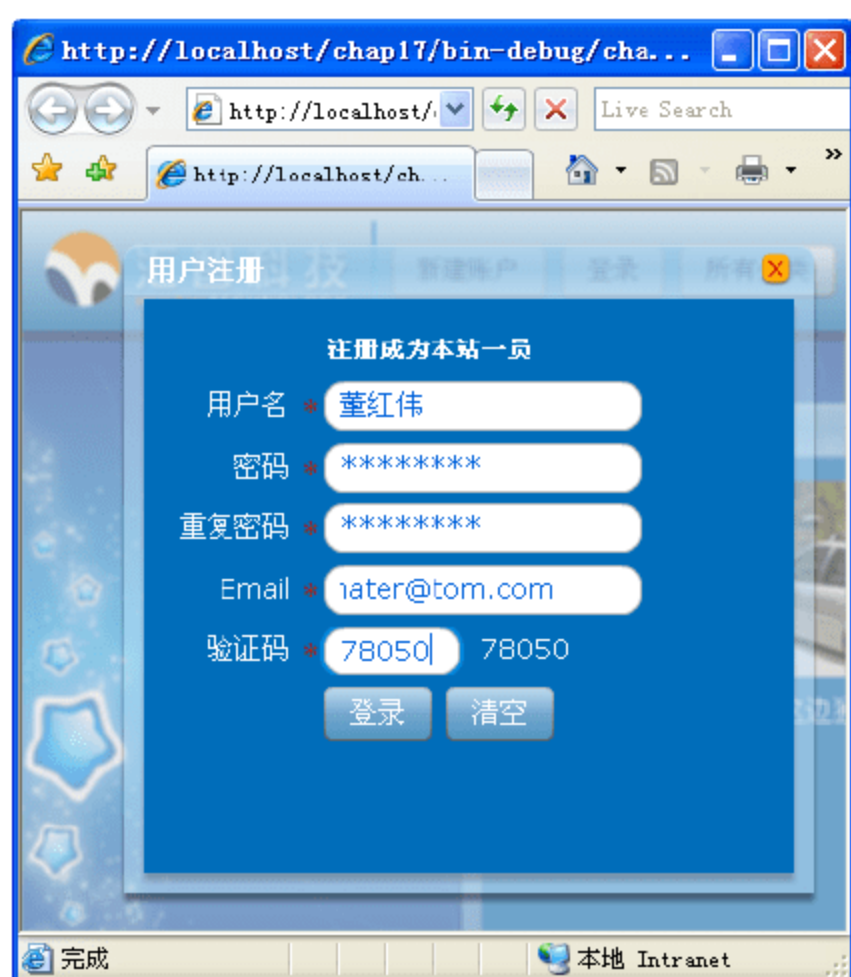 http://localhost/chap17/bin-debug/cha...
http://localhost/
Live Search
http://localhost/ch...
新建账户 登录 所有
用户注册
注册成为本站一员
用户名 * 董红伟
密码 * ********
重复密码 * ********
Email * ater@tom.com
验证码 * 78050 78050
登录 清空
完成
本地 Intranet